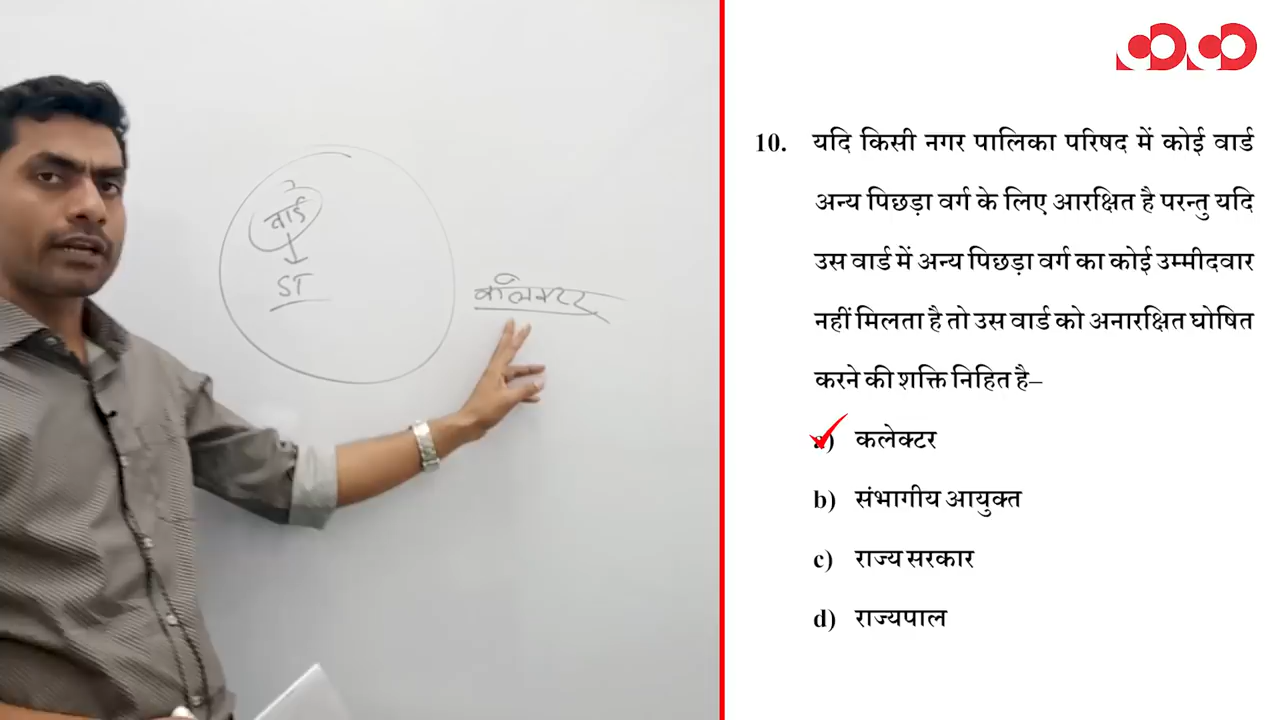 वार्ड
ST
कॉलेक्टर
10. यदि किसी नगर पालिका परिषद में कोई वार्ड
अन्य पिछड़ा वर्ग के लिए आरक्षित है परन्तु यदि
उस वार्ड में अन्य पिछड़ा वर्ग का कोई उम्मीदवार
नहीं मिलता है तो उस वार्ड को अनारक्षित घोषित
करने की शक्ति निहित है–
a) कलेक्टर
b) संभागीय आयुक्त
c) राज्य सरकार
d) राज्यपाल